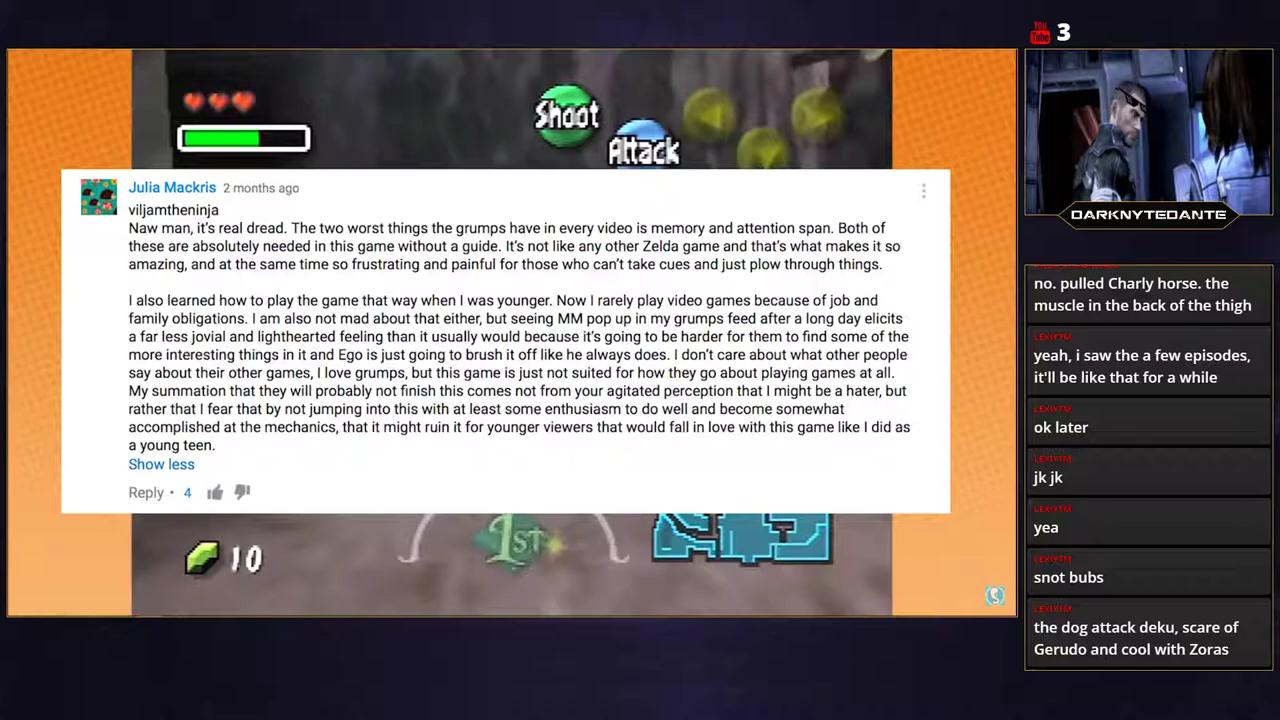 You
Tube
3
Shoot
Attack
Julia Mackris 2 months ago
viljamtheninja
Naw man, it's real dread. The two worst things the grumps have in every video is memory and attention span. Both of
these are absolutely needed in this game without a guide. It's not like any other Zelda game and that's what makes it so
amazing, and at the same time so frustrating and painful for those who can't take cues and just plow through things.
I also learned how to play the game that way when I was younger. Now I rarely play video games because of job and
family obligations. I am also not mad about that either, but seeing MM pop up in my grumps feed after a long day elicits
a far less jovial and lighthearted feeling than it usually would because it's going to be harder for them to find some of the
more interesting things in it and Ego is just going to brush it off like he always does. I don't care about what other people
say about their other games, I love grumps, but this game is just not suited for how they go about playing games at all.
My summation that they will probably not finish this comes not from your agitated perception that I might be a hater, but
rather that I fear that by not jumping into this with at least some enthusiasm to do well and become somewhat
accomplished at the mechanics, that it might ruin it for younger viewers that would fall in love with this game like I did as
a young teen.
Show less
Reply • 4
1st
10
DARKNYTEDANTE
no. pulled Charly horse. the
muscle in the back of the thigh
LEXIYTM
yeah, i saw the a few episodes,
it'll be like that for a while
LEXIYTM
ok later
LEXIYTM
jk jk
LEXIYTM
yea
LEXIYTM
snot bubs
LEXIYTM
the dog attack deku, scare of
Gerudo and cool with Zoras